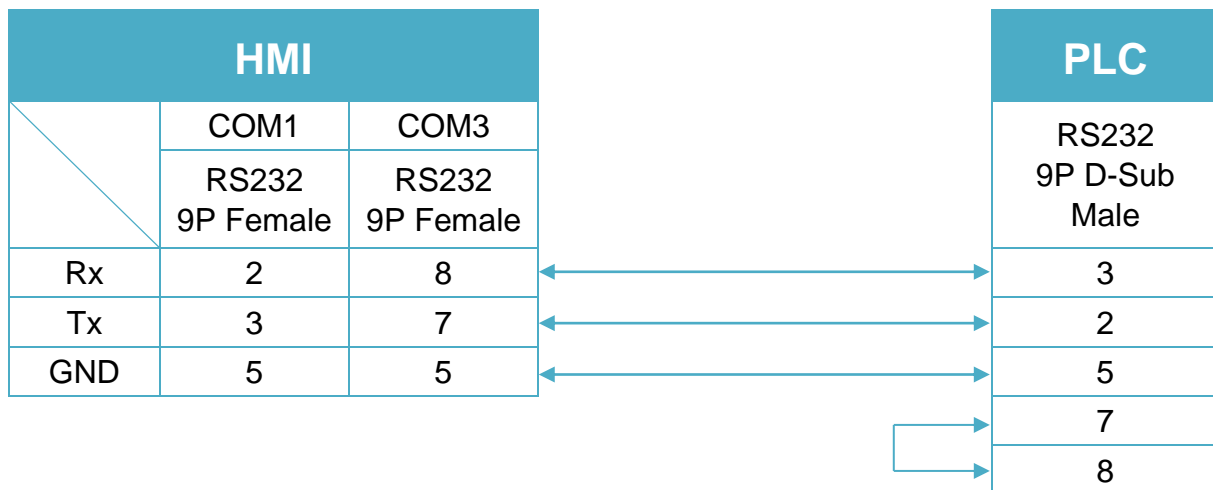 HMI
PLC
COM1 COM3
RS232
9P D-Sub
Male
RS232 RS232
9P Female 9P Female
Rx 2 8 3
Tx 3 7 2
GND 5 5 5
7
8